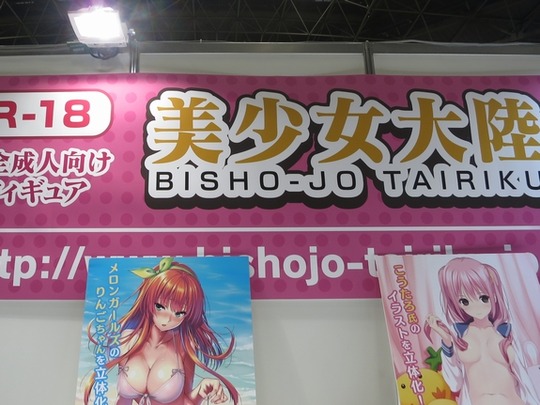 R-18
美少女大陸
BISHO-JO TAIRIKU
全成人向け
フィギュア
メロンガールズの
りんごちゃんを立体化
こうたろ氏の
イラストを立体化